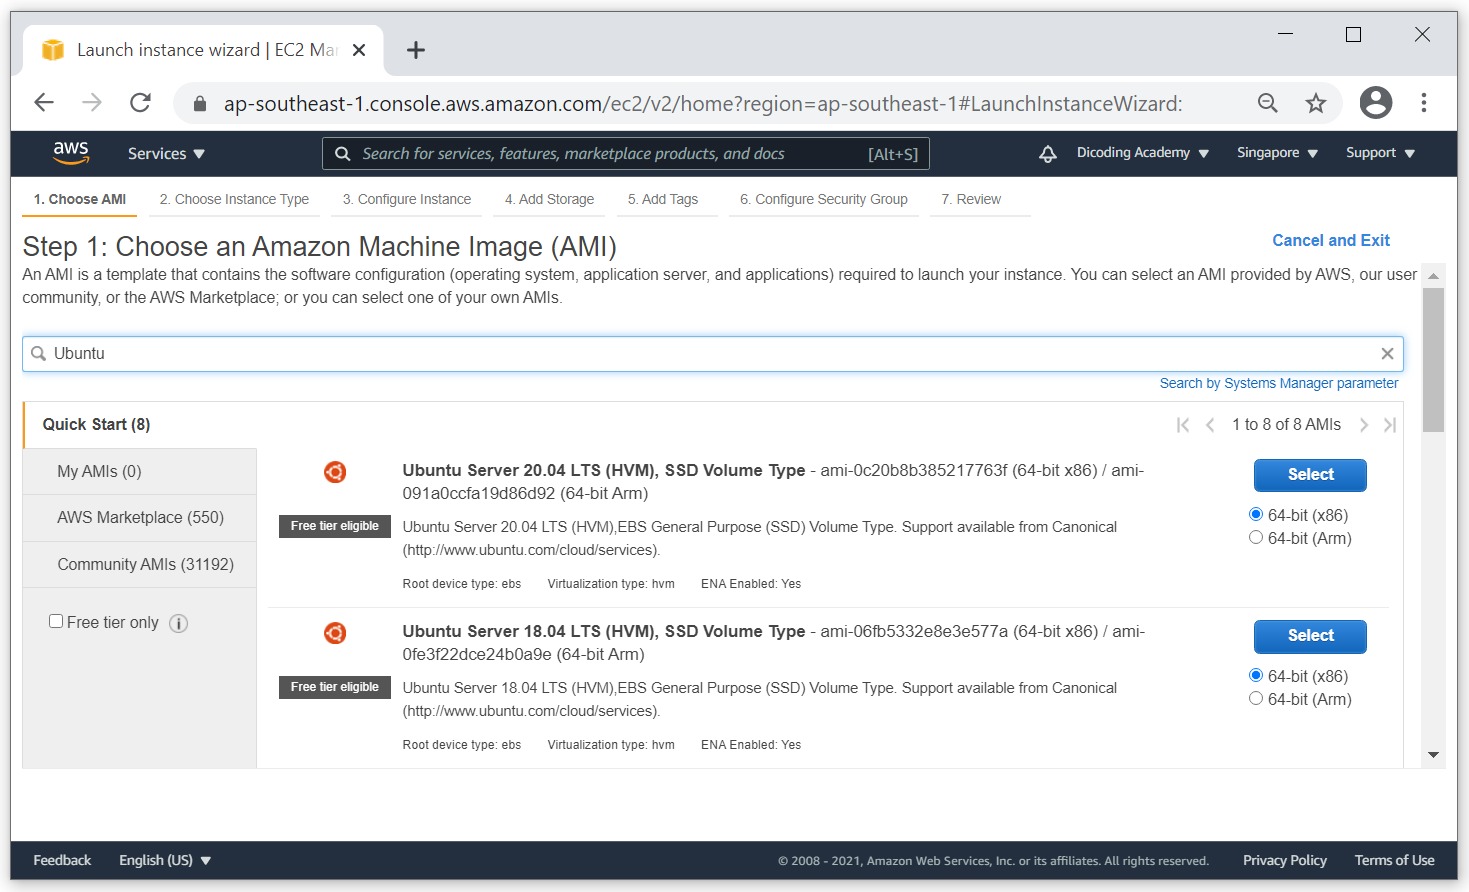 Launch instance wizard | EC2 Mar
ap-southeast-1.console.aws.amazon.com/ec2/v2/home?region=ap-southeast-1#LaunchInstanceWizard:
aws Services Search for services, features, marketplace products, and docs [Alt+S] Dicoding Academy Singapore Support
1. Choose AMI 2. Choose Instance Type 3. Configure Instance 4. Add Storage 5. Add Tags 6. Configure Security Group 7. Review
Step 1: Choose an Amazon Machine Image (AMI)
Cancel and Exit
An AMI is a template that contains the software configuration (operating system, application server, and applications) required to launch your instance. You can select an AMI provided by AWS, our user
community, or the AWS Marketplace; or you can select one of your own AMIs.
Ubuntu
Search by Systems Manager parameter
Quick Start (8)
1 to 8 of 8 AMIs
My AMIs (0)
AWS Marketplace (550)
Community AMIs (31192)
Free tier only
Ubuntu Server 20.04 LTS (HVM), SSD Volume Type - ami-0c20b8b385217763f (64-bit x86) / ami-
091a0ccfa19d86d92 (64-bit Arm)
Free tier eligible
Ubuntu Server 20.04 LTS (HVM),EBS General Purpose (SSD) Volume Type. Support available from Canonical
(http://www.ubuntu.com/cloud/services).
Root device type: ebs Virtualization type: hvm ENA Enabled: Yes
Select
64-bit (x86)
64-bit (Arm)
Ubuntu Server 18.04 LTS (HVM), SSD Volume Type - ami-06fb5332e8e3e577a (64-bit x86) / ami-
0fe3f22dce24b0a9e (64-bit Arm)
Free tier eligible
Ubuntu Server 18.04 LTS (HVM),EBS General Purpose (SSD) Volume Type. Support available from Canonical
(http://www.ubuntu.com/cloud/services).
Root device type: ebs Virtualization type: hvm ENA Enabled: Yes
Select
64-bit (x86)
64-bit (Arm)
Feedback English (US) © 2008 - 2021, Amazon Web Services, Inc. or its affiliates. All rights reserved. Privacy Policy Terms of Use